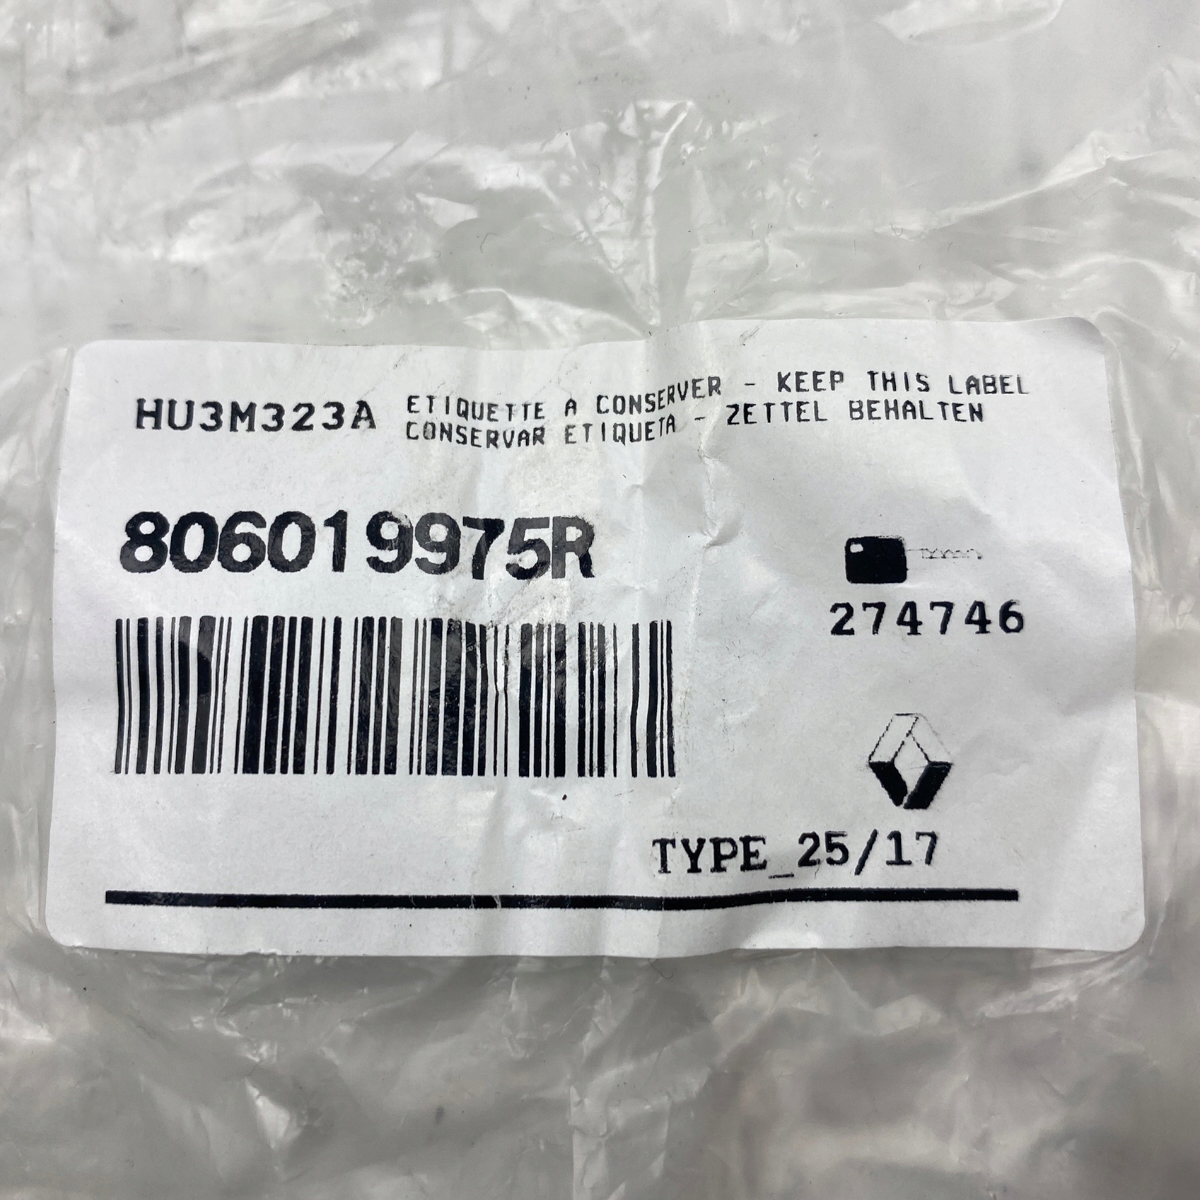 HU3M323A
ETIQUETTE A CONSERVER - KEEP THIS LABEL
CONSERVAR ETIQUETA - ZETTEL BEHALTEN
806019975R
274746
TYPE_25/17